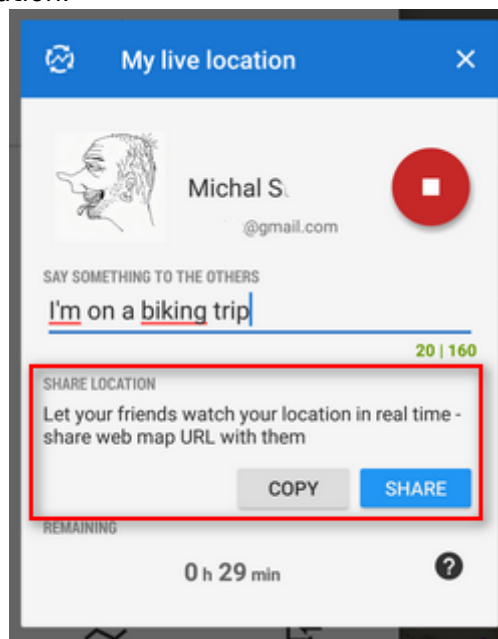 My live location
Michal S
@gmail.com
SAY SOMETHING TO THE OTHERS
I'm on a biking trip
20 | 160
SHARE LOCATION
Let your friends watch your location in real time -
share web map URL with them
COPY SHARE
REMAINING
0 h 29 min